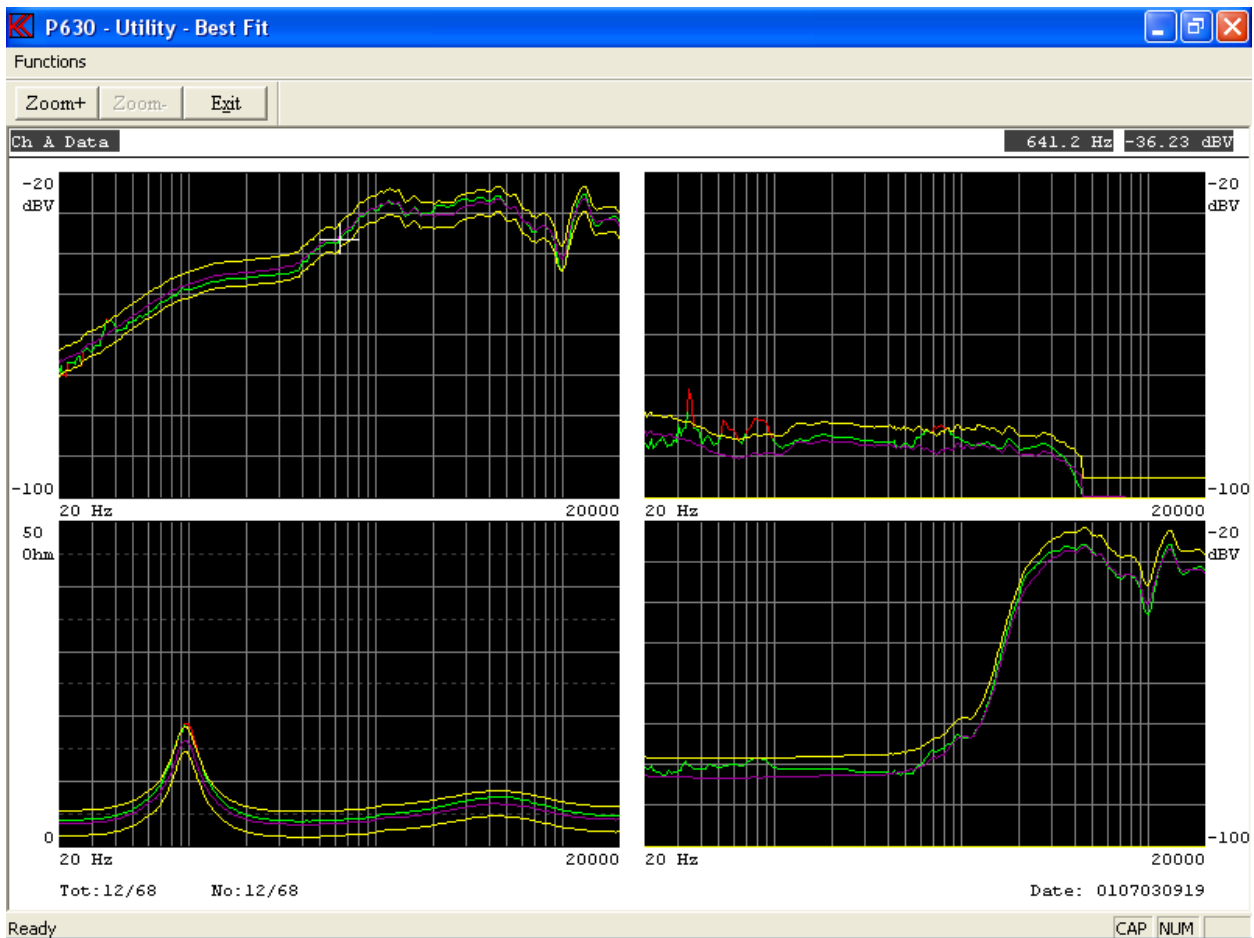 P630 - Utility - Best Fit
Functions
Zoom+ Zoom- Exit
Ch A Data 641.2 Hz -36.23 dBV
-20 -20
dBV dBV
-100 -100
20 Hz 20000 20 Hz 20000
50 -20
Ohm dBV
0 -100
20 Hz 20000 20 Hz 20000
Tot:12/68 No:12/68 Date: 0107030919
Ready CAP NUM